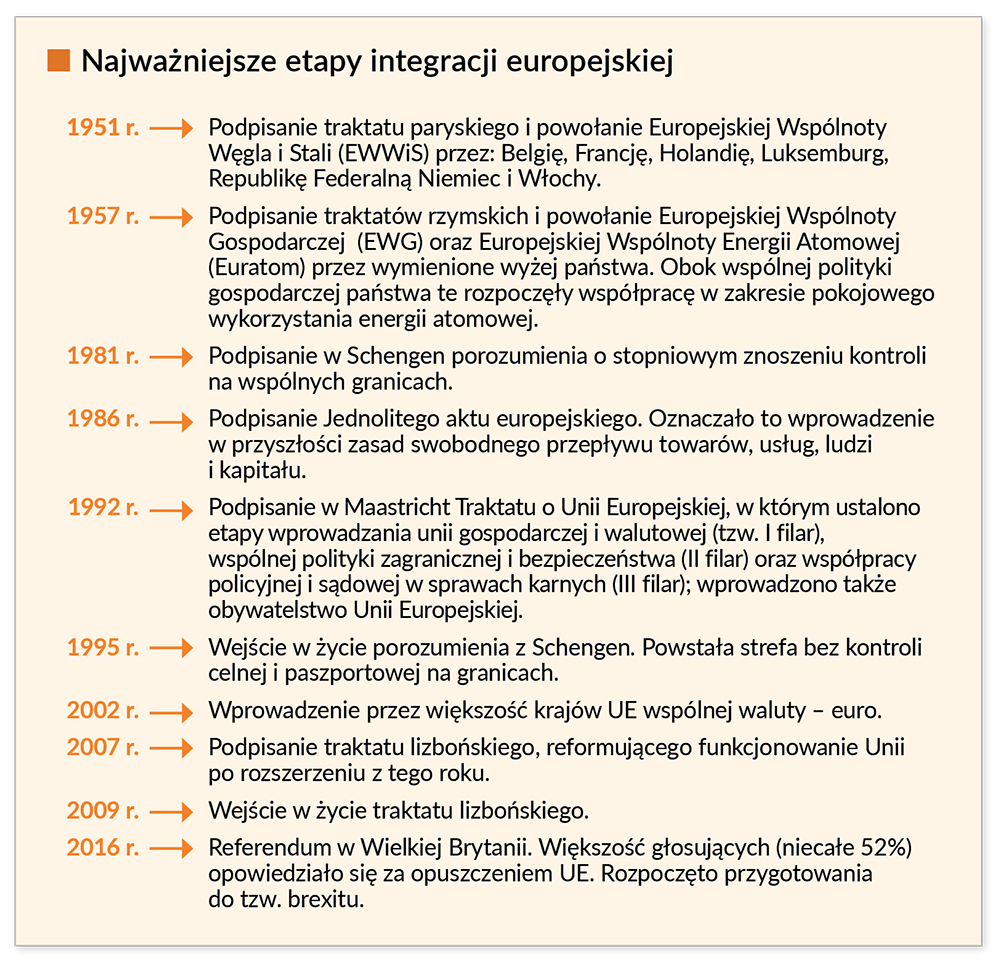 Najważniejsze etapy integracji europejskiej
1951 r. Podpisanie traktatu paryskiego i powołanie Europejskiej Wspólnoty
Węgla i Stali (EWWiS) przez: Belgię, Francję, Holandię, Luksemburg,
Republikę Federalną Niemiec i Włochy.
1957 r. Podpisanie traktatów rzymskich i powołanie Europejskiej Wspólnoty
Gospodarczej (EWG) oraz Europejskiej Wspólnoty Energii Atomowej
(Euratom) przez wymienione wyżej państwa. Obok wspólnej polityki
gospodarczej państwa te rozpoczęły współpracę w zakresie pokojowego
wykorzystania energii atomowej.
1981 r. Podpisanie w Schengen porozumienia o stopniowym znoszeniu kontroli
na wspólnych granicach.
1986 r. Podpisanie Jednolitego aktu europejskiego. Oznaczało to wprowadzenie
w przyszłości zasad swobodnego przepływu towarów, usług, ludzi
i kapitału.
1992 r. Podpisanie w Maastricht Traktatu o Unii Europejskiej, w którym ustalono
etapy wprowadzania unii gospodarczej i walutowej (tzw. I filar),
wspólnej polityki zagranicznej i bezpieczeństwa (II filar) oraz współpracy
policyjnej i sądowej w sprawach karnych (III filar); wprowadzono także
obywatelstwo Unii Europejskiej.
1995 r. Wejście w życie porozumienia z Schengen. Powstała strefa bez kontroli
celnej i paszportowej na granicach.
2002 r. Wprowadzenie przez większość krajów UE wspólnej waluty – euro.
2007 r. Podpisanie traktatu lizbońskiego, reformującego funkcjonowanie Unii
po rozszerzeniu z tego roku.
2009 r. Wejście w życie traktatu lizbońskiego.
2016 r. Referendum w Wielkiej Brytanii. Większość głosujących (niecałe 52%)
opowiedziało się za opuszczeniem UE. Rozpoczęto przygotowania
do tzw. brexitu.